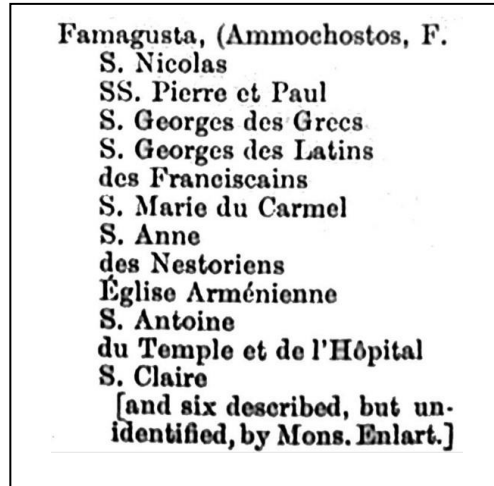 Famagusta, (Ammochostos, F.
S. Nicolas
SS. Pierre et Paul
S. Georges des Grecs
S. Georges des Latins
des Franciscains
S. Marie du Carmel
S. Anne
des Nestoriens
Église Arménienne
S. Antoine
du Temple et de l'Hôpital
S. Claire
[and six described, but un-
identified, by Mons. Enlart.]